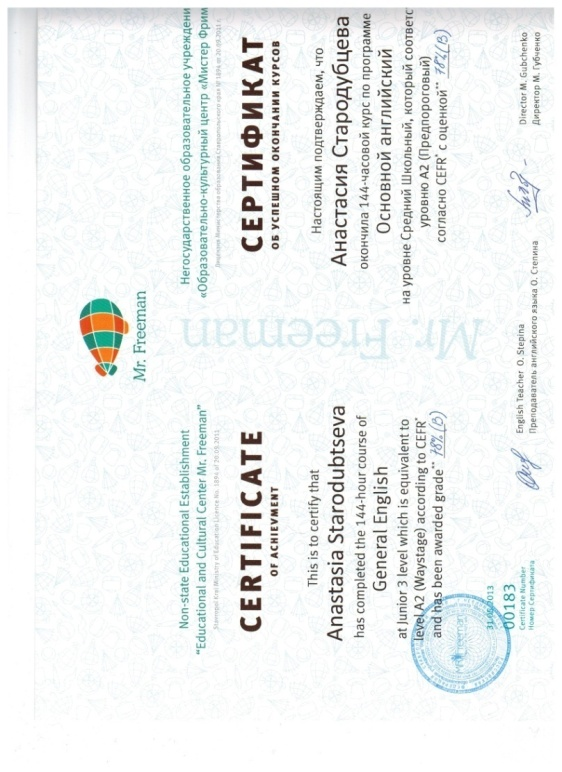 Mr. Freeman
Non-state Educational Establishment
"Educational and Cultural Center Mr. Freeman"
CERTIFICATE
OF ACHIEVMENT
This is to certify that
Anastasia Starodubtseva
has completed the 144-hour course of
General English
at Junior 3 level which is equivalent to
level A2 (Waystage) according to CEFR*
and has been awarded grade** 78% (B)
31.05.2013
00183
Certificate Number
Номер Сертификата
English Teacher O. Stepina
Преподаватель английского языка О. Степина
Негосударственное образовательное учреждени
«Образовательно-культурный центр «Мистер Фрим
СЕРТИФИКАТ
ОБ УСПЕШНОМ ОКОНЧАНИИ КУРСОВ
Настоящим подтверждаем, что
Анастасия Стародубцева
окончила 144-часовой курс по программе
Основной английский
на уровне Средний Школьный, который соответс
уровню А2 (Предпороговый)
согласно CEFR* с оценкой** 78% (B)
Director M. Gubchenko
Директор М. Губченко
Mr. Freeman